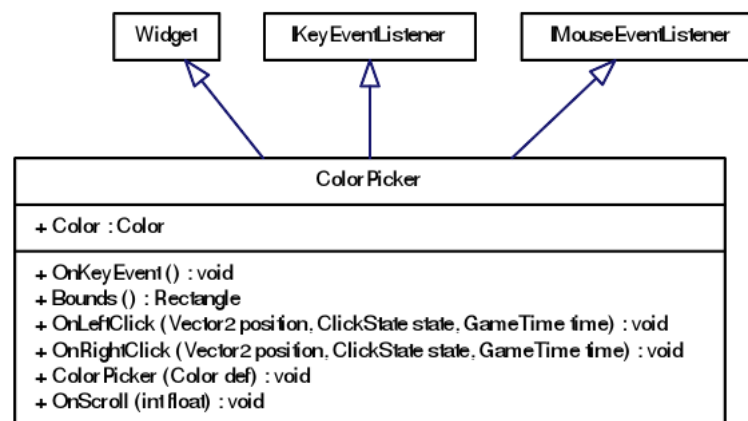 Widget
IKeyEventListener
IMouseEventListener
ColorPicker
+ Color : Color
+ OnKeyEvent () : void
+ Bounds () : Rectangle
+ OnLeftClick (Vector2 position, ClickState state, GameTime time) : void
+ OnRightClick (Vector2 position, ClickState state, GameTime time) : void
+ ColorPicker (Color def) : void
+ OnScroll (int float) : void